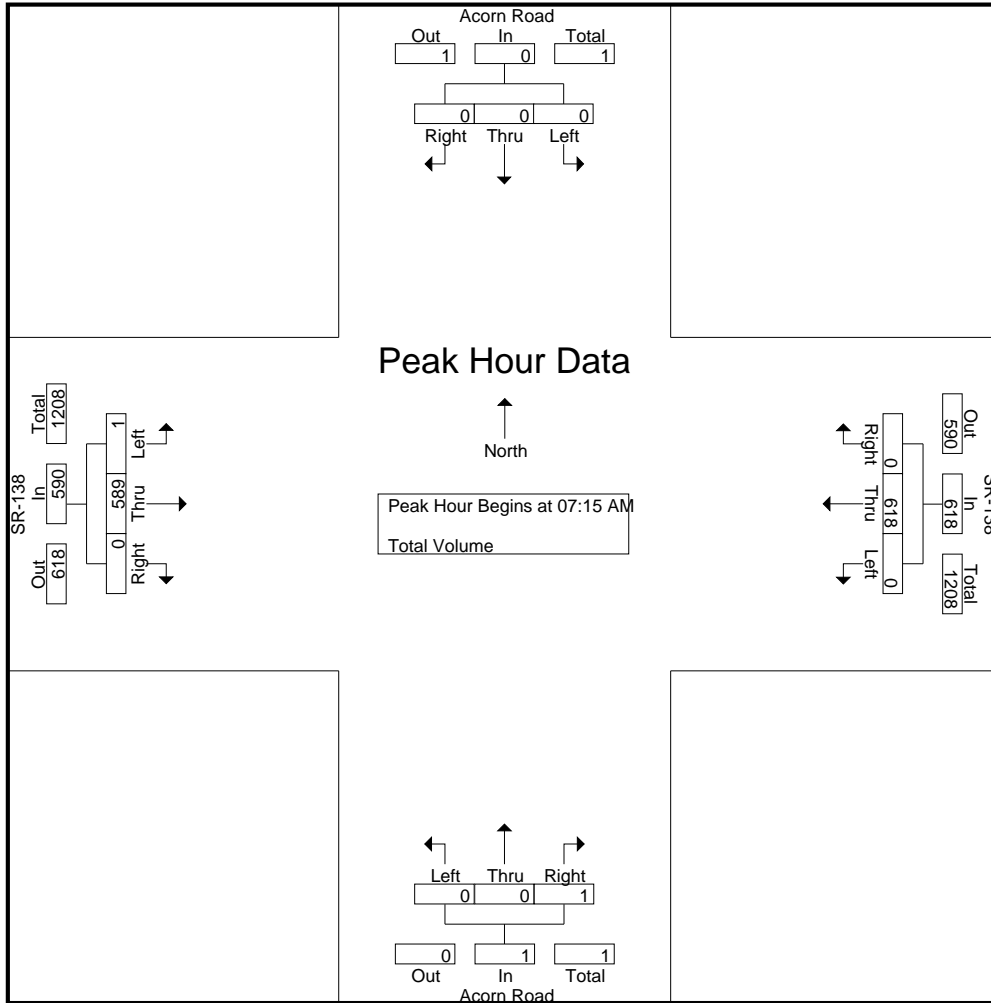 Acorn Road
Out In Total
1 0 1
0 0 0
Right Thru Left
Peak Hour Data
North
Peak Hour Begins at 07:15 AM
Total Volume
SR-138
Total In Out
1208 590 618
1 589 0
Left Thru Right
Right Thru Left
0 618 0
Out In Total
590 618 1208
SR-138
Left Thru Right
0 0 1
0 1 1
Out In Total
Acorn Road